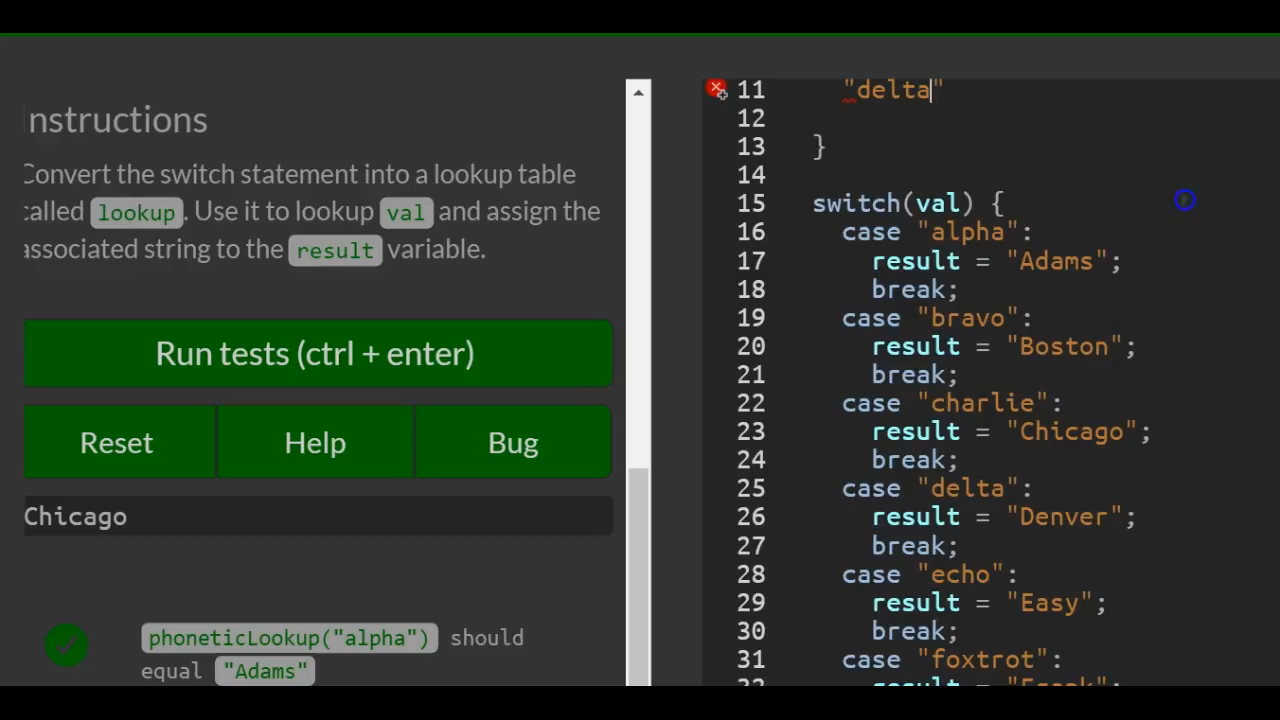 nstructions
Convert the switch statement into a lookup table
called lookup. Use it to lookup val and assign the
associated string to the result variable.
Run tests (ctrl + enter)
Reset Help Bug
Chicago
phoneticLookup("alpha") should
equal "Adams"
11 "delta"
12
13 }
14
15 switch(val) {
16 case "alpha":
17 result = "Adams";
18 break;
19 case "bravo":
20 result = "Boston";
21 break;
22 case "charlie":
23 result = "Chicago";
24 break;
25 case "delta":
26 result = "Denver";
27 break;
28 case "echo":
29 result = "Easy";
30 break;
31 case "foxtrot":
32 result =